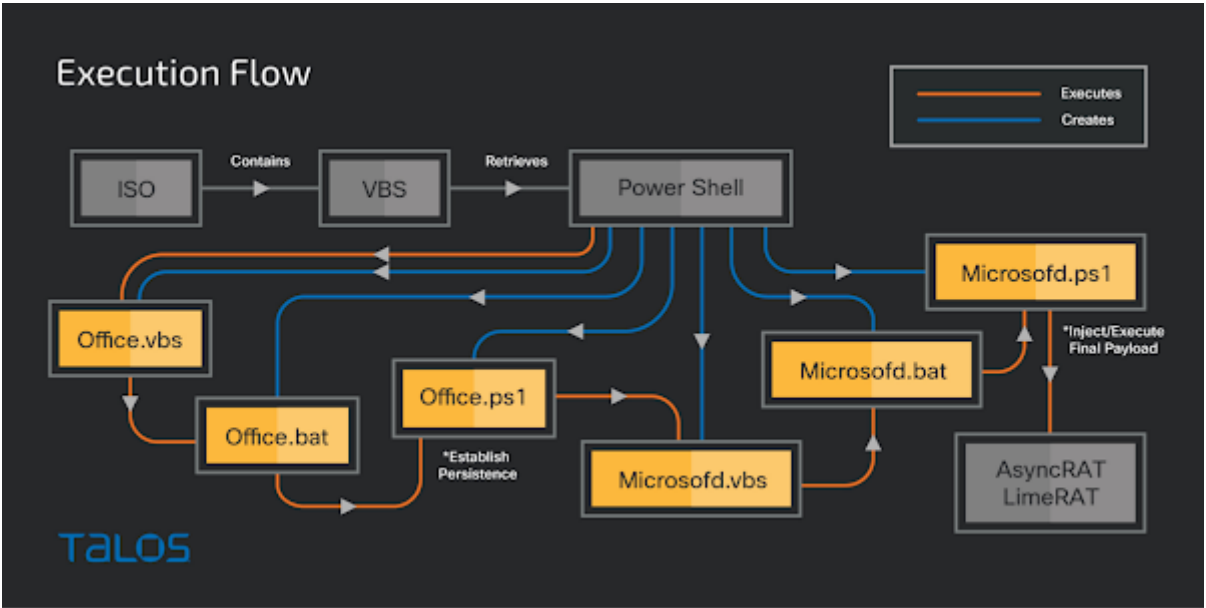 Execution Flow
Executes
Creates
Contains
Retrieves
ISO
VBS
Power Shell
Microsofd.ps1
Office.vbs
*Inject/Execute
Final Payload
Microsofd.bat
Office.ps1
Office.bat
*Establish
Persistence
Microsofd.vbs
AsyncRAT
LimeRAT
TALOS